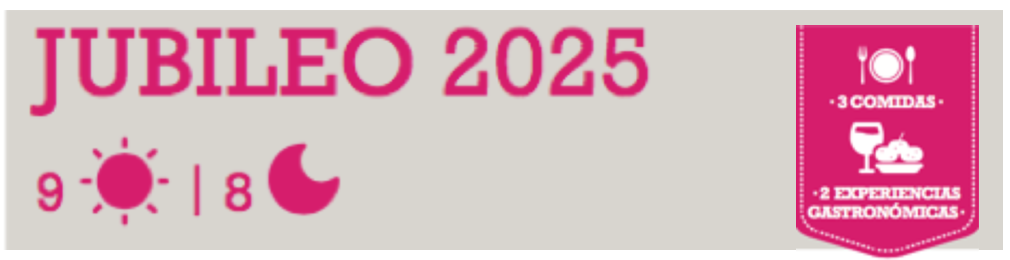 JUBILEO 2025
9 | 8
· 3 COMIDAS ·
· 2 EXPERIENCIAS
GASTRONÓMICAS ·